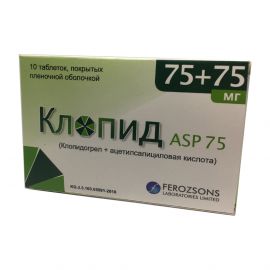 10 таблеток, покрытых
пленочной оболочкой
75+75
мг
Клопид ASP 75
(Клопидогрел + ацетилсалициловая кислота)
FEROZSONS
LABORATORIES LIMITED